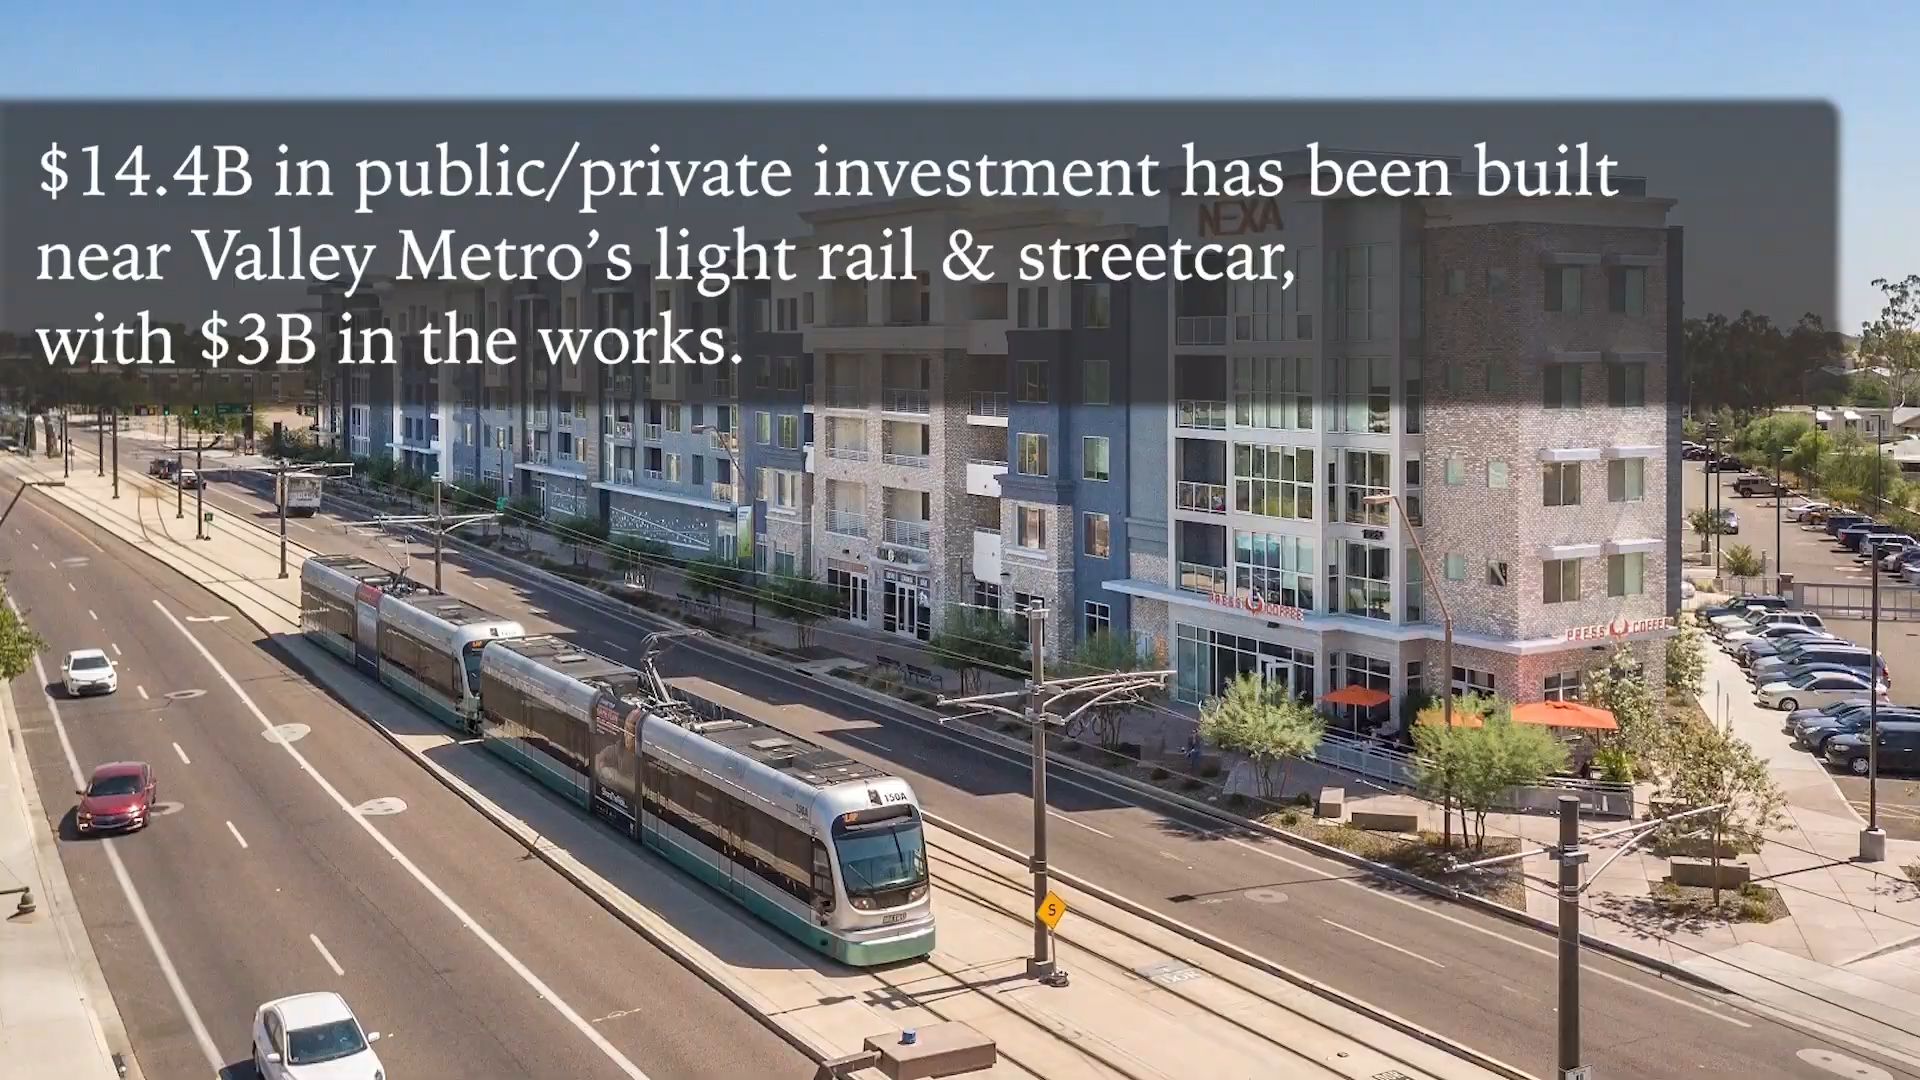 $14.4B in public/private investment has been built
near Valley Metro's light rail & streetcar,
with $3B in the works.
NEXA
PRESS COFFEE
PRESS COFFEE
150A
METRO
S